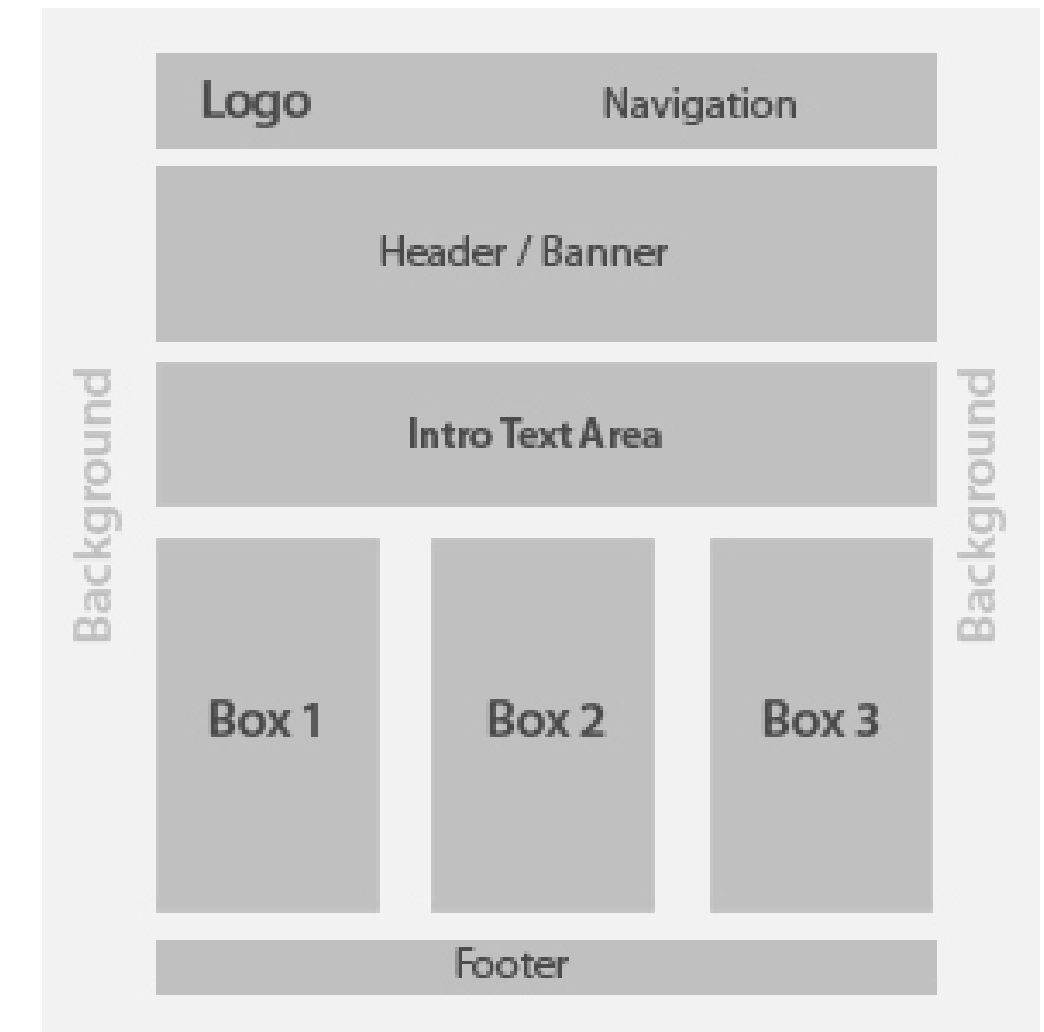 Logo
Navigation
Header / Banner
Background
Intro Text Area
Background
Box 1
Box 2
Box 3
Footer